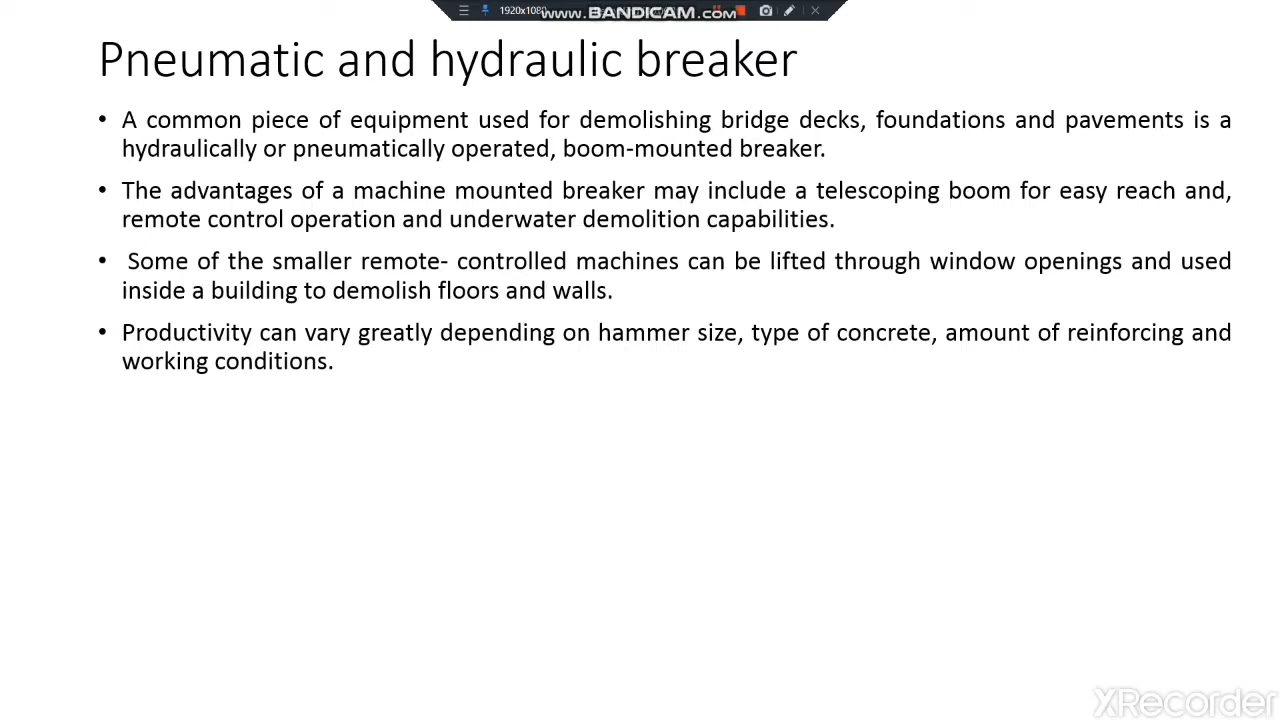 1920x1080
www.BANDICAM.com
Pneumatic and hydraulic breaker
• A common piece of equipment used for demolishing bridge decks, foundations and pavements is a
hydraulically or pneumatically operated, boom-mounted breaker.
• The advantages of a machine mounted breaker may include a telescoping boom for easy reach and,
remote control operation and underwater demolition capabilities.
• Some of the smaller remote- controlled machines can be lifted through window openings and used
inside a building to demolish floors and walls.
• Productivity can vary greatly depending on hammer size, type of concrete, amount of reinforcing and
working conditions.
XRecorder